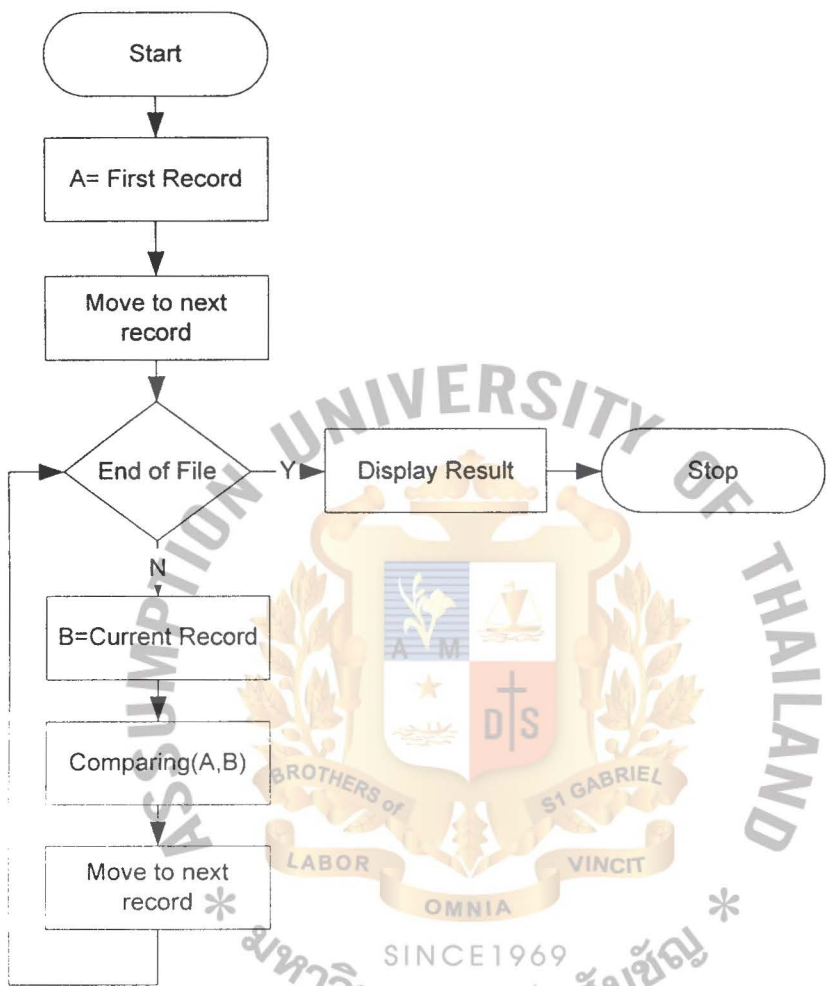 Start
A= First Record
Move to next
record
End of File
Y
Display Result
Stop
N
B=Current Record
Comparing(A,B)
Move to next
record
ASSUMPTION UNIVERSITY OF THAILAND
A M
D S
BROTHERS of
S1 GABRIEL
LABOR
OMNIA
VINCIT
SINCE1969